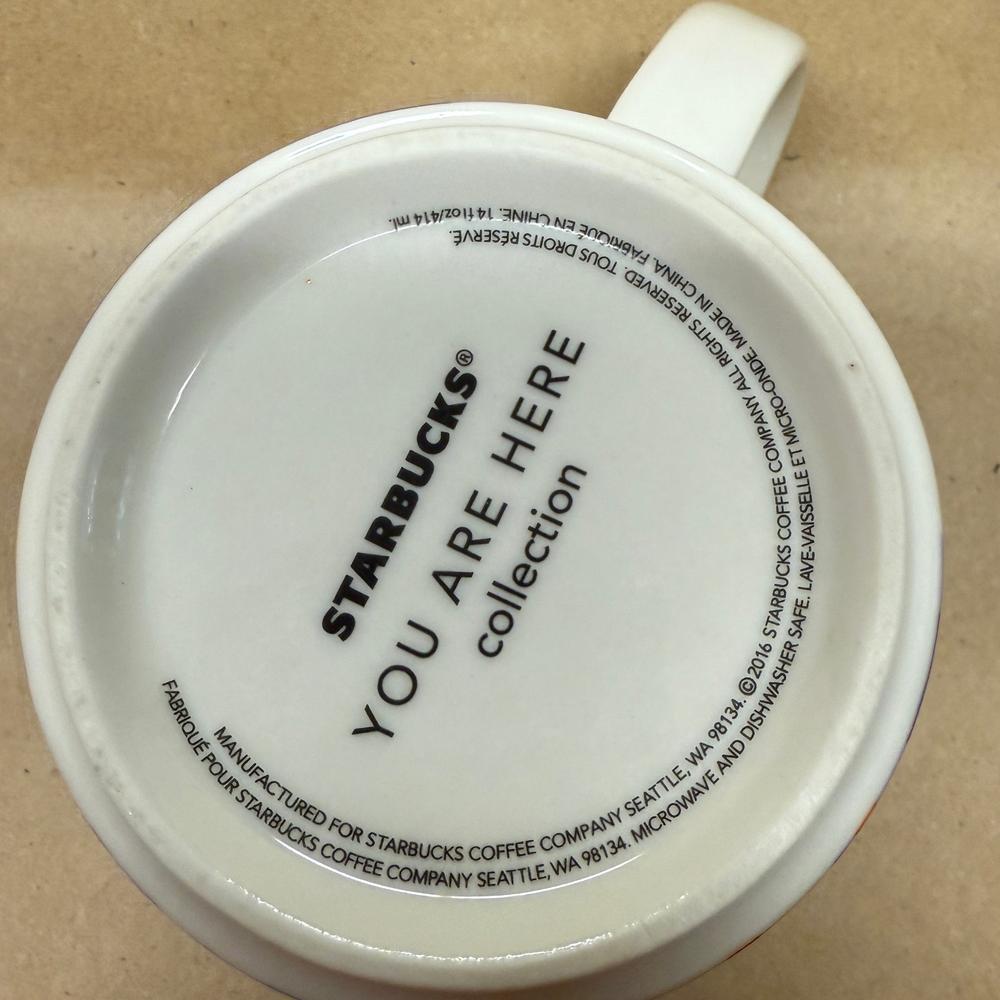 STARBUCKS®
YOU ARE HERE
collection
MANUFACTURED FOR STARBUCKS COFFEE COMPANY SEATTLE, WA 98134. ©2016 STARBUCKS COFFEE COMPANY ALL RIGHTS RESERVED. TOUS DROITS RÉSERVÉ.
FABRIQUÉ POUR STARBUCKS COFFEE COMPANY SEATTLE, WA 98134. MICROWAVE AND DISHWASHER SAFE. LAVE-VAISSELLE ET MICRO-ONDE. MADE IN CHINA. FABRIQUÉ EN CHINE. 14 fl oz/414 ml.